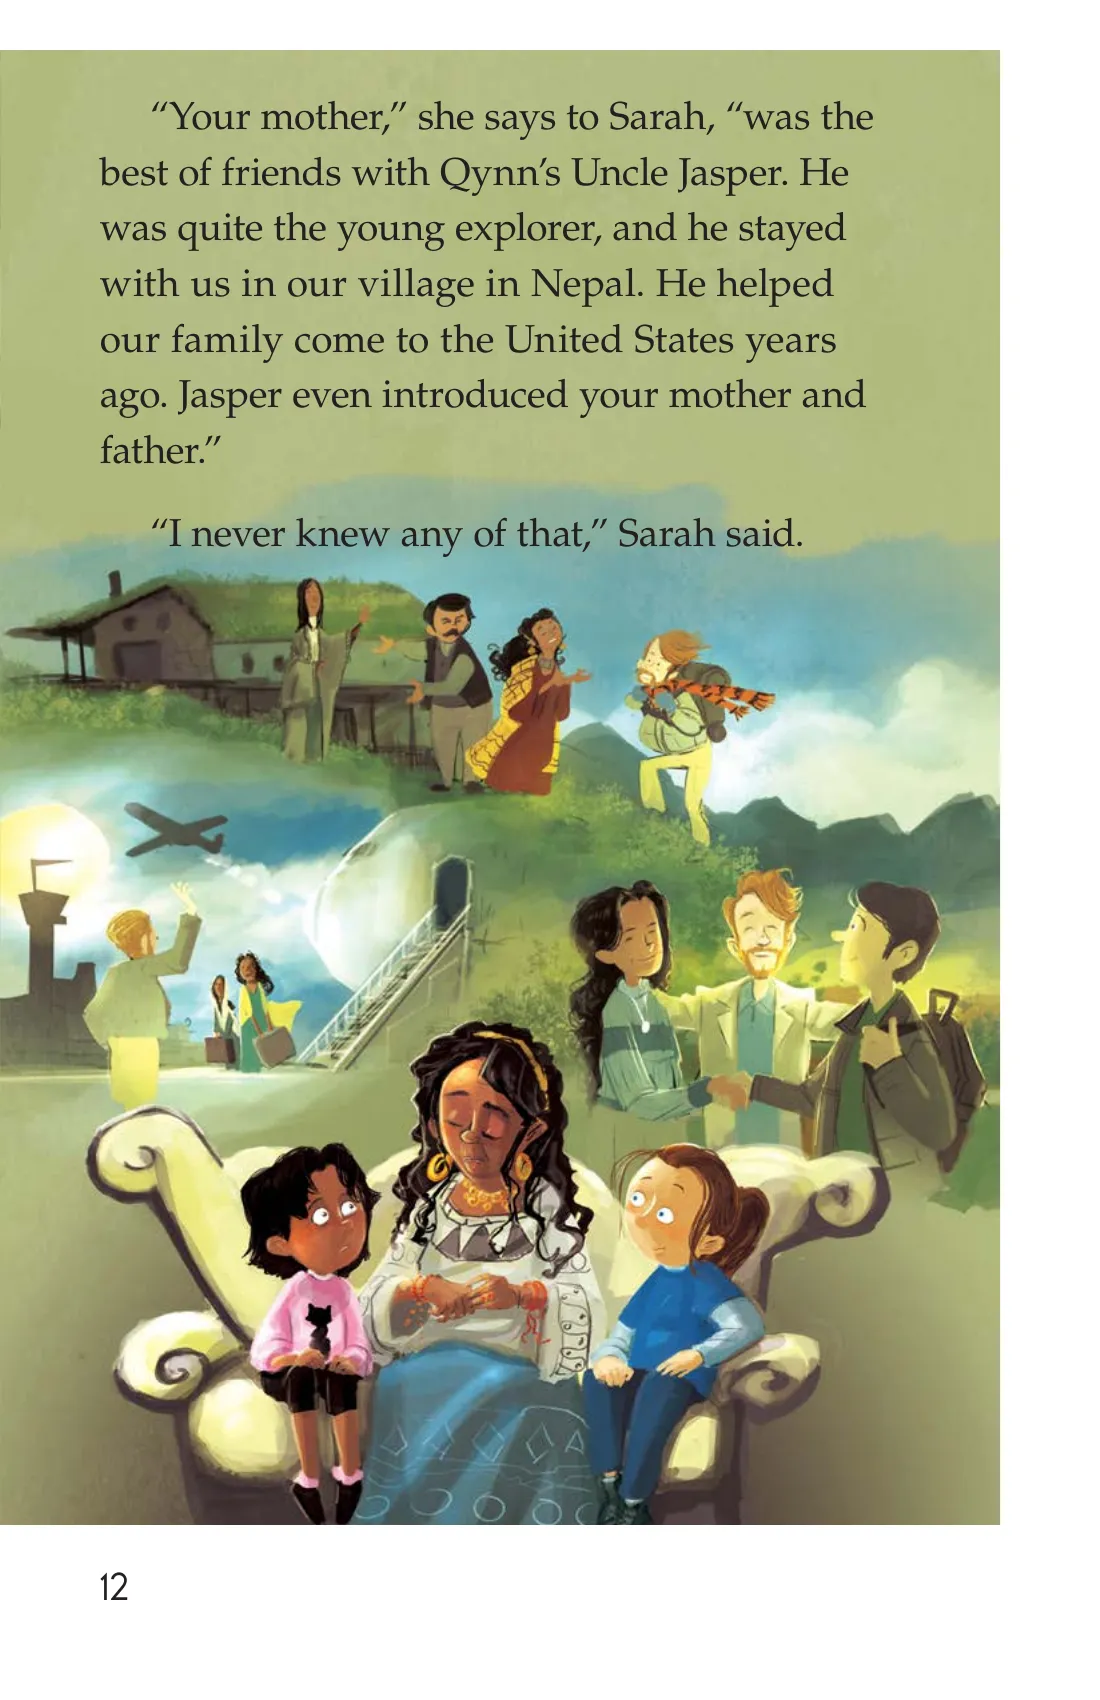 “Your mother,” she says to Sarah, “was the
best of friends with Qynn’s Uncle Jasper. He
was quite the young explorer, and he stayed
with us in our village in Nepal. He helped
our family come to the United States years
ago. Jasper even introduced your mother and
father.”
“I never knew any of that,” Sarah said.
12